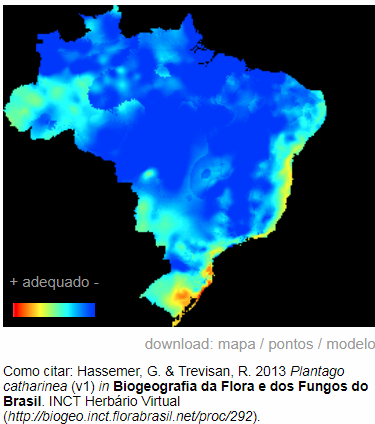 + adequado -
download: mapa / pontos / modelo
Como citar: Hassemer, G. & Trevisan, R. 2013 Plantago
catharinea (v1) in Biogeografia da Flora e dos Fungos do
Brasil. INCT Herbário Virtual
(http://biogeo.inct.florabrasil.net/proc/292).